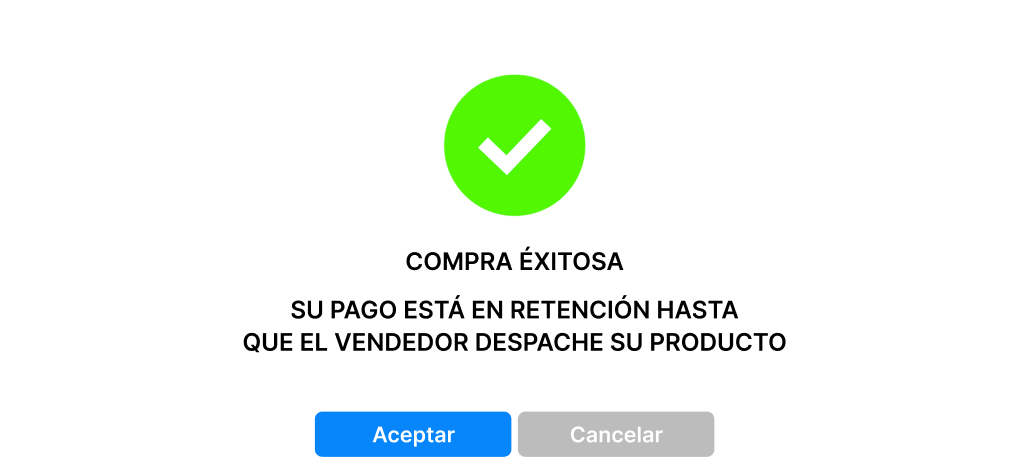 COMPRA ÉXITOSA
SU PAGO ESTÁ EN RETENCIÓN HASTA
QUE EL VENDEDOR DESPACHE SU PRODUCTO
Aceptar
Cancelar